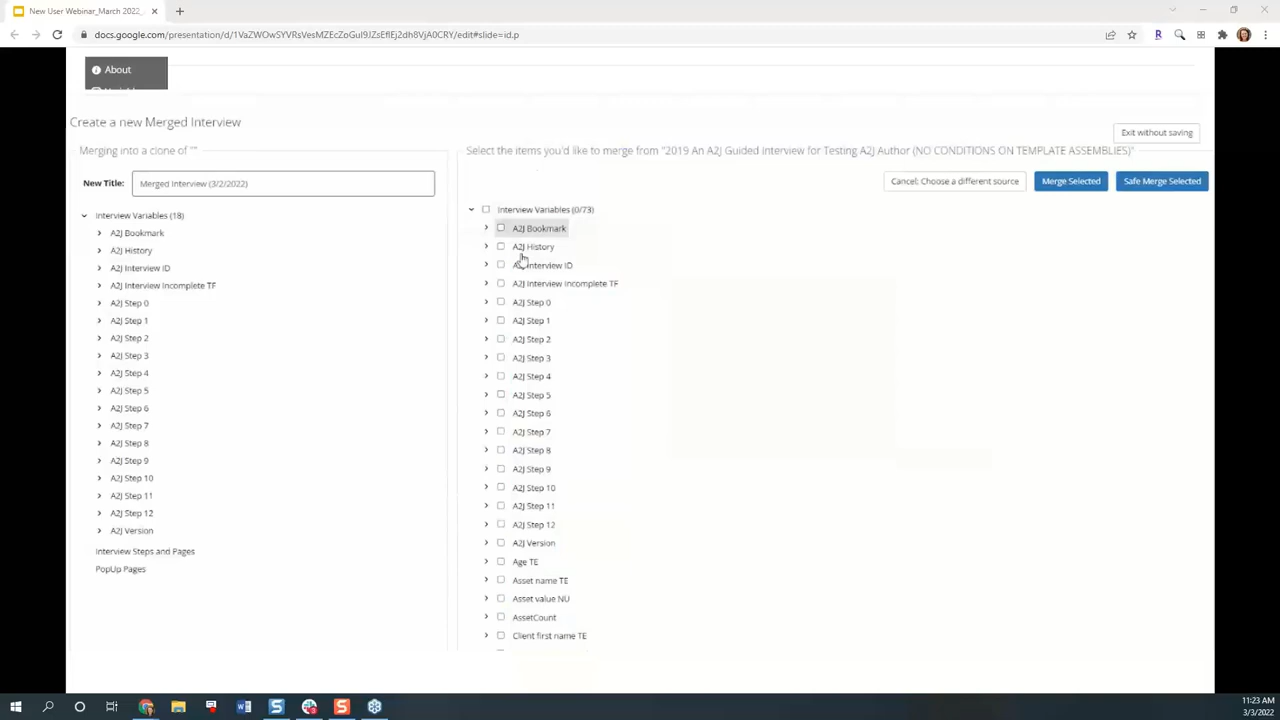 New User Webinar_March 2022_
docs.google.com/presentation/d/1VaZWOwSYVRsVesMZEcZoGuI9JZsEflEj2dh8VjA0CRY/edit#slide=id.p
About
Create a new Merged Interview
Exit without saving
Merging into a clone of ""
Select the items you'd like to merge from "2019 An A2J Guided Interview for Testing A2J Author (NO CONDITIONS ON TEMPLATE ASSEMBLIES)"
New Title: Merged Interview (3/2/2022)
Cancel: Choose a different source
Merge Selected
Safe Merge Selected
Interview Variables (18)
A2J Bookmark
A2J History
A2J Interview ID
A2J Interview Incomplete TF
A2J Step 0
A2J Step 1
A2J Step 2
A2J Step 3
A2J Step 4
A2J Step 5
A2J Step 6
A2J Step 7
A2J Step 8
A2J Step 9
A2J Step 10
A2J Step 11
A2J Step 12
A2J Version
Interview Steps and Pages
PopUp Pages
Interview Variables (0/73)
A2J Bookmark
A2J History
A2J Interview ID
A2J Interview Incomplete TF
A2J Step 0
A2J Step 1
A2J Step 2
A2J Step 3
A2J Step 4
A2J Step 5
A2J Step 6
A2J Step 7
A2J Step 8
A2J Step 9
A2J Step 10
A2J Step 11
A2J Step 12
A2J Version
Age TE
Asset name TE
Asset value NU
AssetCount
Client first name TE
11:23 AM
3/3/2022